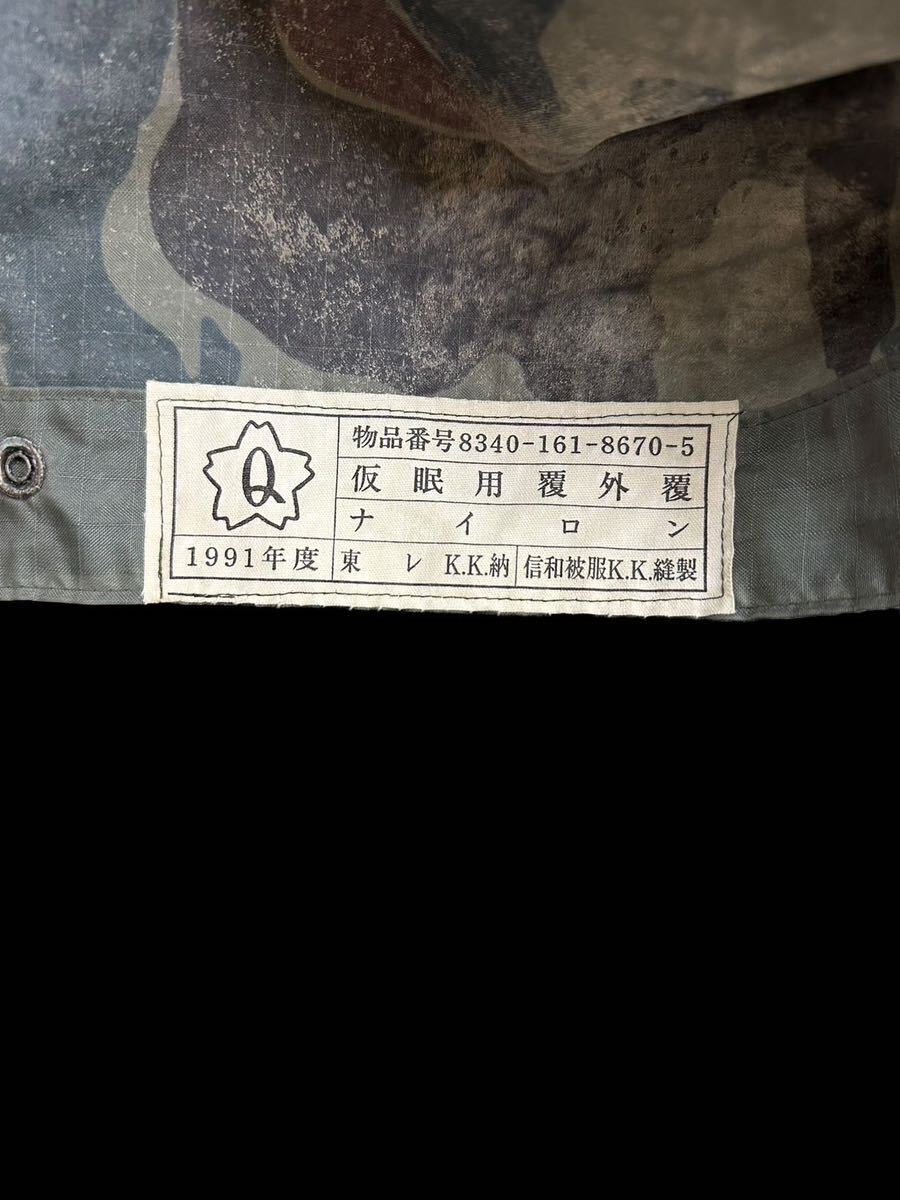 Q
1991年度
物品番号8340-161-8670-5
仮眠用覆外覆
ナイロン
東レ K.K.納 信和被服K.K.縫製